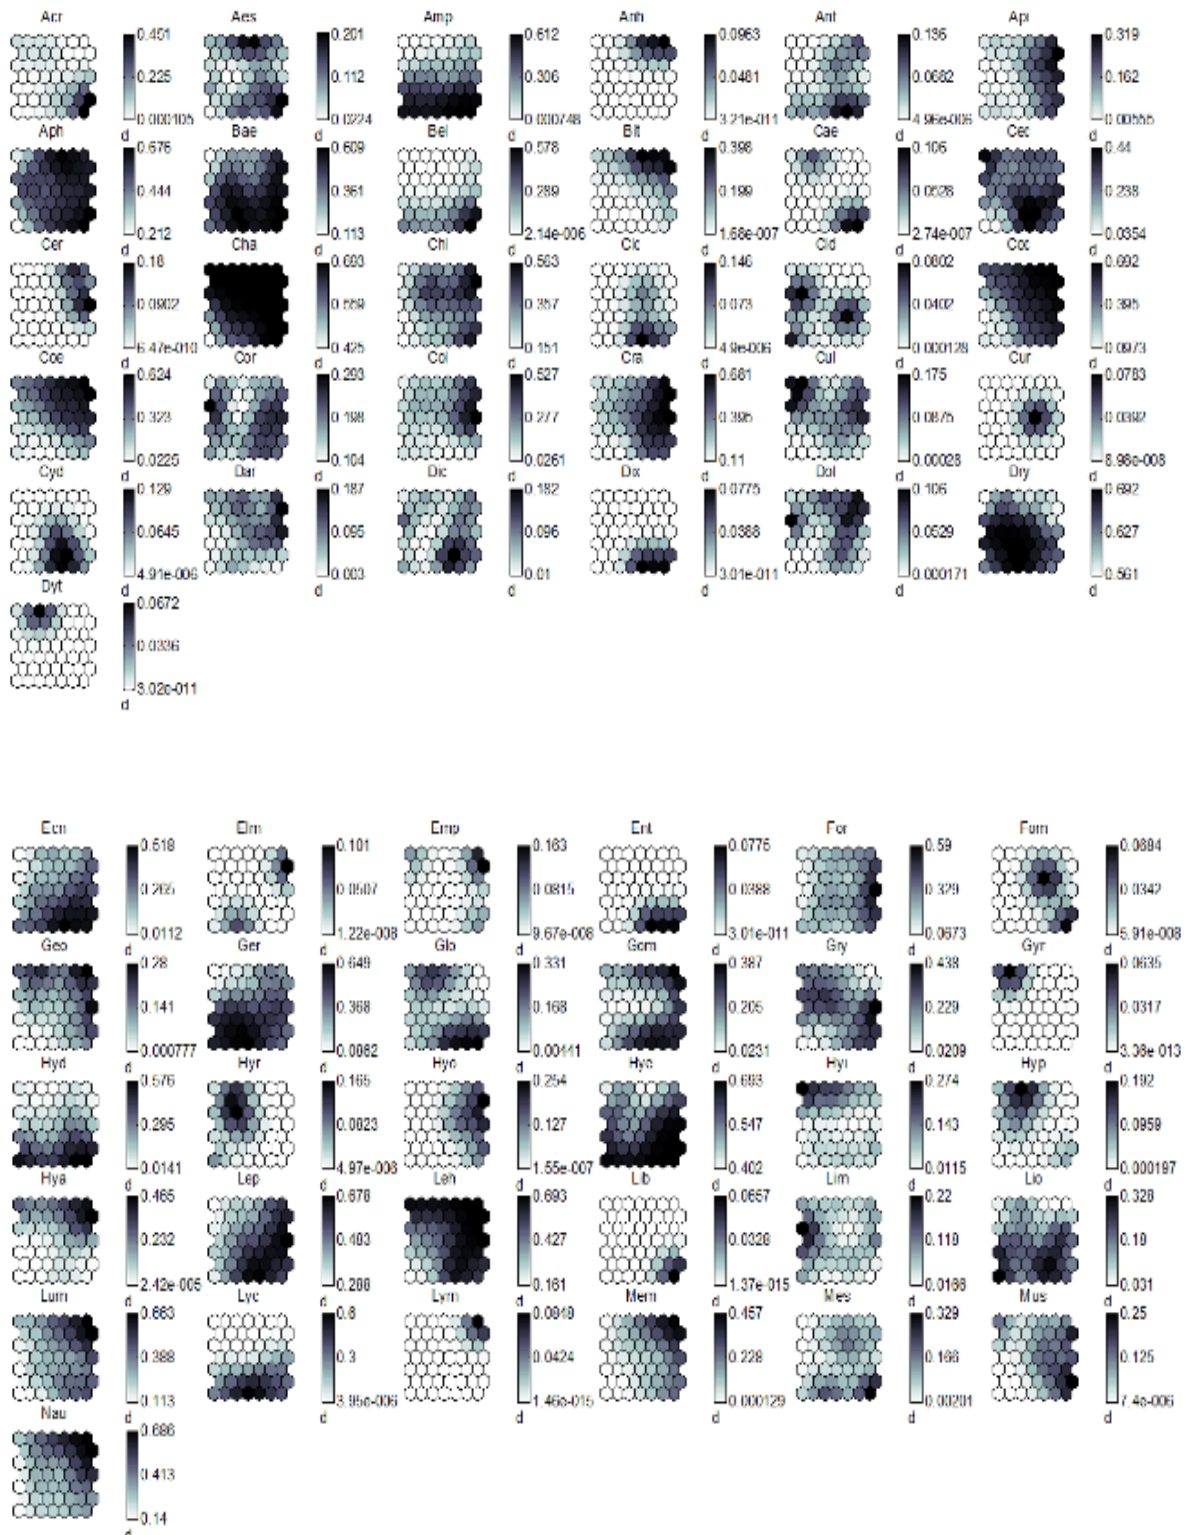 Acr Aes Amp Anh Ant Api
0.451 0.201 0.612 0.0963 0.136 0.319
0.225 0.112 0.306 0.0481 0.0682 0.162
0.000105 0.0224 0.000748 3.21e-011 4.96e-006 0.00555
d d d d d d
Aph Bae Bel Bit Cae Cec
0.676 0.609 0.578 0.398 0.106 0.44
0.444 0.361 0.289 0.199 0.0528 0.238
0.212 0.113 2.14e-006 1.68e-007 2.74e-007 0.0354
d d d d d d
Cer Cha Chi Clc Cld
0.18 0.693 0.563 0.146 0.0802 0.692
0.0902 0.559 0.357 0.073 0.0402 0.395
6.47e-010 0.425 0.151 4.9e-006 0.000128 0.0973
d d d d d d
Coe Cor Col Cra Cul Cur
0.624 0.293 0.527 0.681 0.175 0.0783
0.323 0.198 0.277 0.395 0.0875 0.0392
0.0225 0.104 0.0261 0.11 0.00028 8.98e-008
d d d d d d
Cyd Dar Dic Dix Dol Dry
0.129 0.187 0.182 0.0775 0.106 0.692
0.0645 0.095 0.096 0.0388 0.0529 0.627
4.91e-006 0.003 0.01 3.01e-011 0.000171 0.561
d d d d d d
Dyt
0.0672
0.0336
3.02e-011
d
Ecn Elm Emp Ent For Fom
0.518 0.101 0.163 0.0775 0.59 0.0684
0.265 0.0507 0.0815 0.0388 0.329 0.0342
0.0112 1.22e-008 9.67e-008 3.01e-011 0.0673 5.91e-008
d d d d d d
Geo Ger Glo Gom Gry Gyr
0.28 0.649 0.331 0.387 0.438 0.0635
0.141 0.368 0.168 0.205 0.229 0.0317
0.000777 0.0862 0.00441 0.0231 0.0209 3.36e-013
d d d d d d
Hyd Hyr Hyo Hyc Hyi Hyp
0.576 0.165 0.254 0.693 0.274 0.192
0.295 0.0823 0.127 0.547 0.143 0.0959
0.0141 4.97e-006 1.55e-007 0.402 0.0115 0.000197
d d d d d d
Hya Lep Leh Lib Lim Lio
0.465 0.678 0.693 0.0657 0.22 0.328
0.232 0.483 0.427 0.0328 0.118 0.18
2.42e-005 0.288 0.161 1.37e-015 0.0166 0.031
d d d d d d
Lum Lyc Lym Mem Mes Mus
0.663 0.6 0.0848 0.457 0.329 0.25
0.388 0.3 0.0424 0.228 0.166 0.125
0.113 3.95e-006 1.46e-015 0.000129 0.00201 7.4e-006
d d d d d d
Nau
0.686
0.413
0.14
d